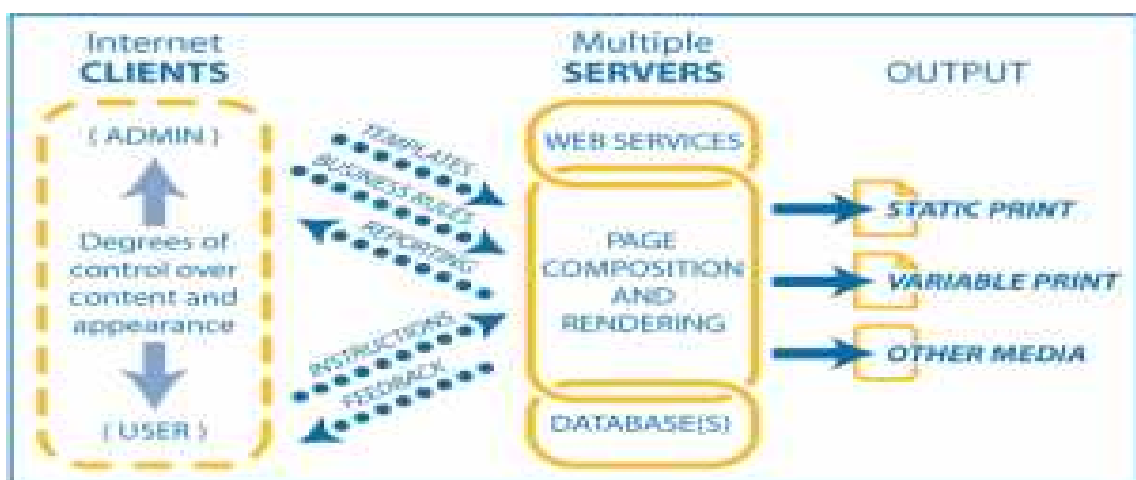 Internet
CLIENTS
Multiple
SERVERS
OUTPUT
( ADMIN )
Degrees of
control over
content and
appearance
( USER )
TEMPLATES
BUSINESS RULES
REPORTING
INSTRUCTIONS
FEEDBACK
WEB SERVICES
PAGE
COMPOSITION
AND
RENDERING
DATABASE(S)
STATIC PRINT
VARIABLE PRINT
OTHER MEDIA